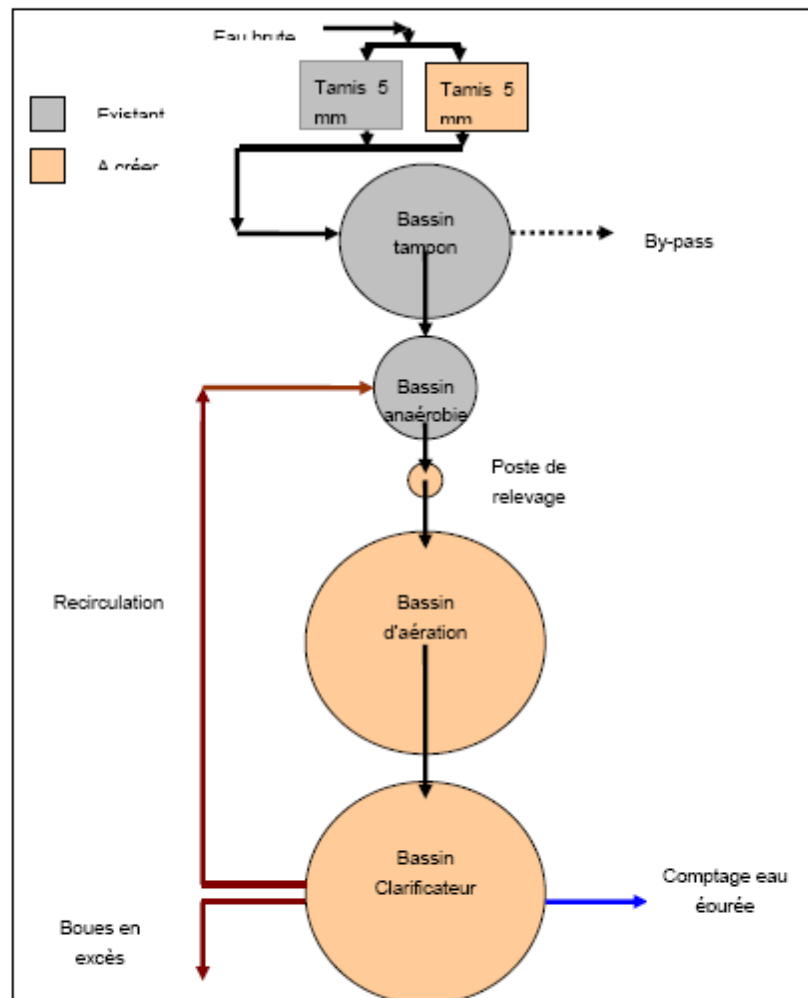 Eau brute
Tamis 5
mm
Tamis 5
mm
Existant
A créer
Bassin
tampon
By-pass
Bassin
anaérobie
Poste de
relevage
Recirculation
Bassin
d'aération
Bassin
Clarificateur
Comptage eau
éourée
Boues en
excès